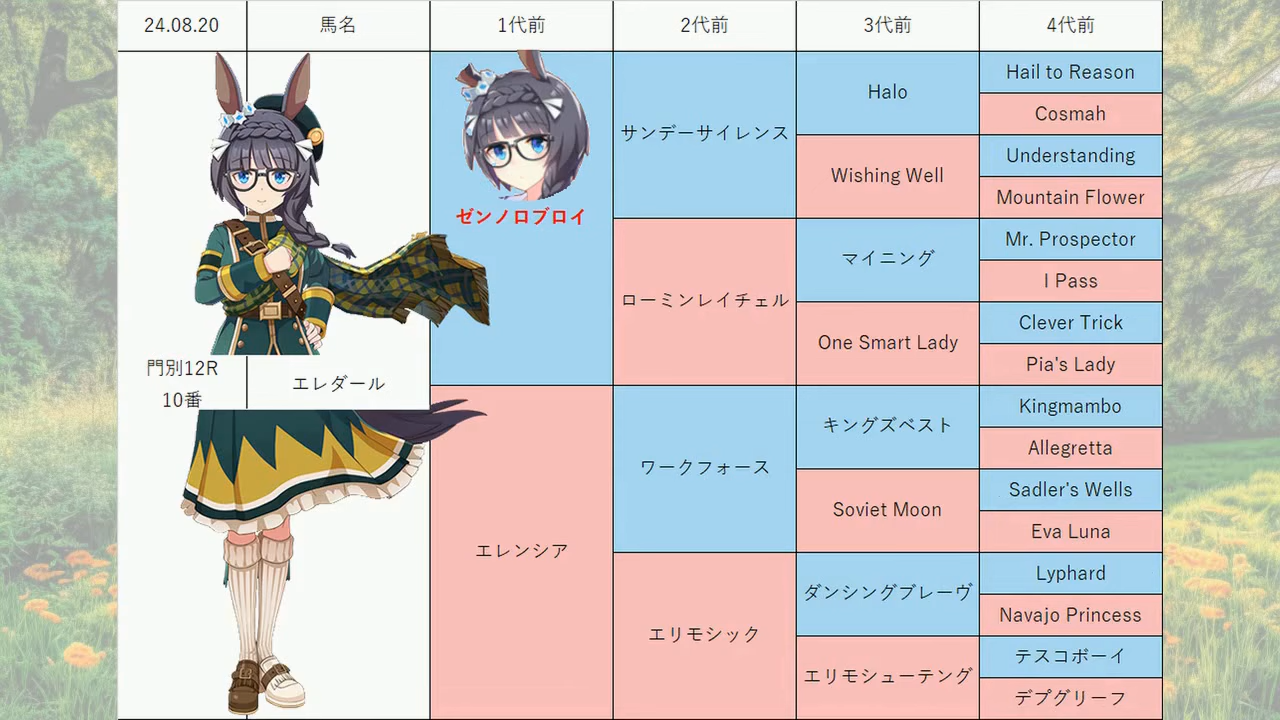 24.08.20
馬名
1代前
2代前
3代前
4代前
門別12R
10番
エレダール
ゼンノロブロイ
エレンシア
サンデーサイレンス
ローミンレイチェル
ワークフォース
エリモシック
Halo
Wishing Well
マイニング
One Smart Lady
キングズベスト
Soviet Moon
ダンシングブレーヴ
エリモシューテング
Hail to Reason
Cosmah
Understanding
Mountain Flower
Mr. Prospector
I Pass
Clever Trick
Pia's Lady
Kingmambo
Allegretta
Sadler's Wells
Eva Luna
Lyphard
Navajo Princess
テスコボーイ
デプグリーフ